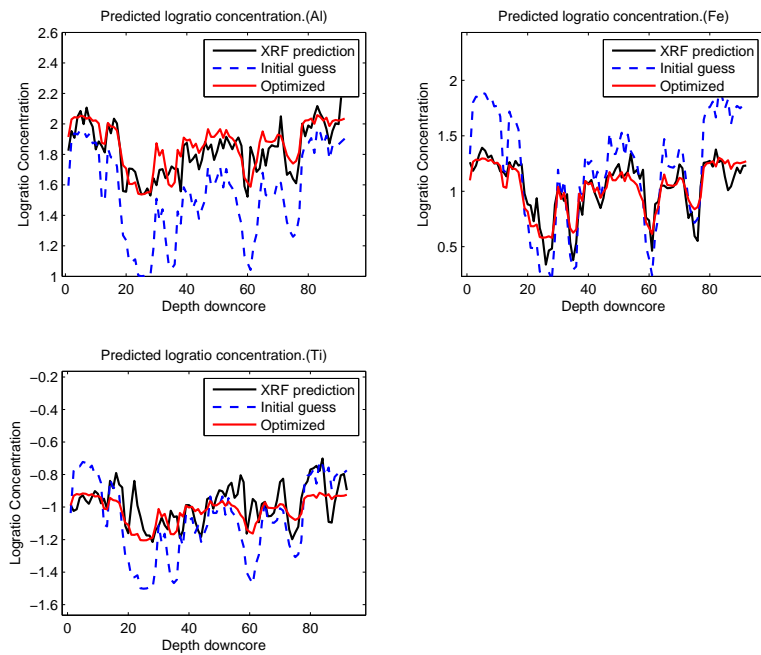 Predicted logratio concentration.(Al)
2.6
2.4
2.2
2
1.8
1.6
1.4
1.2
1
Logratio Concentration
XRF prediction
Initial guess
Optimized
0 20 40 60 80
Depth downcore
Predicted logratio concentration.(Fe)
2
1.5
1
0.5
Logratio Concentration
XRF prediction
Initial guess
Optimized
0 20 40 60 80
Depth downcore
Predicted logratio concentration.(Ti)
−0.2
−0.4
−0.6
−0.8
−1
−1.2
−1.4
−1.6
Logratio Concentration
XRF prediction
Initial guess
Optimized
0 20 40 60 80
Depth downcore